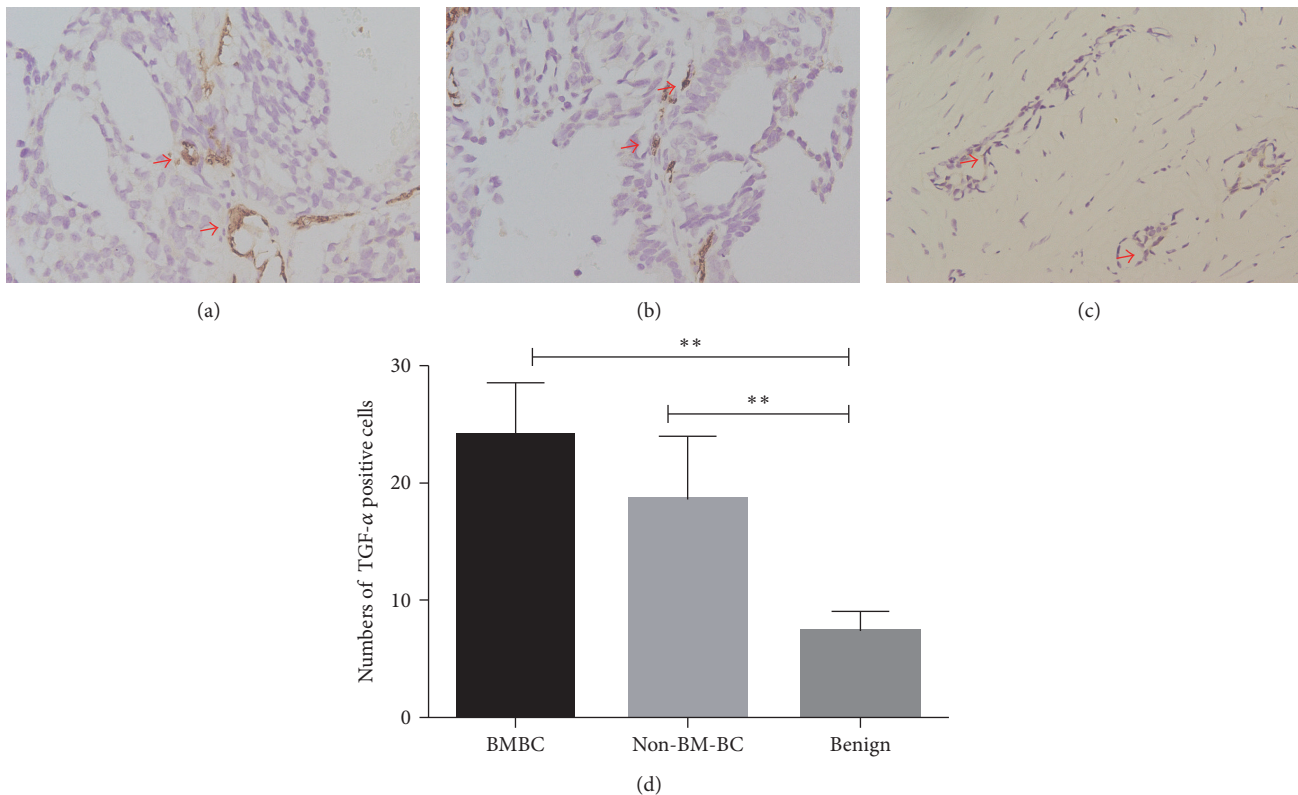 (a)
(b)
(c)
**
**
30
20
10
0
Numbers of TGF-α positive cells
BMBC
Non-BM-BC
Benign
(d)